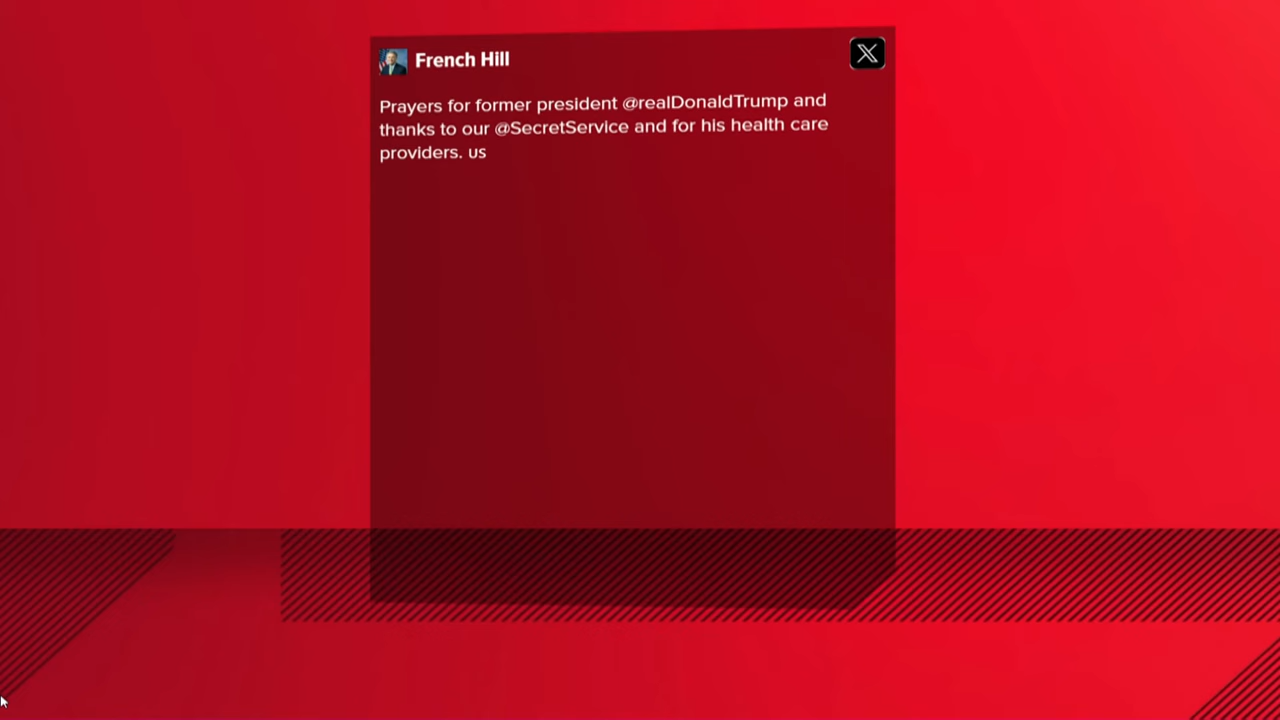 French Hill
Prayers for former president @realDonaldTrump and
thanks to our @SecretService and for his health care
providers. us